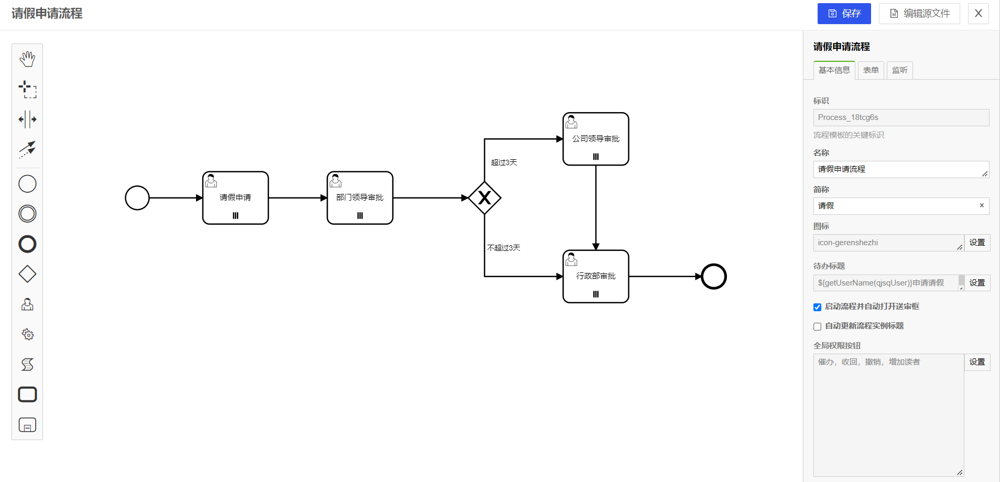 请假申请流程
保存
编辑源文件
X
请假申请
部门领导审批
超过3天
不超过3天
公司领导审批
行政部审批
请假申请流程
基本信息
表单
监听
标识
Process_18tcg6s
流程模板的关键标识
名称
请假申请流程
简称
请假
图标
icon-gerenshezhi
设置
待办标题
${getUserName(qjsqUser)}申请请假
设置
启动流程并自动打开送审框
自动更新流程实例标题
全局权限按钮
催办，收回，撤销，增加读者
设置